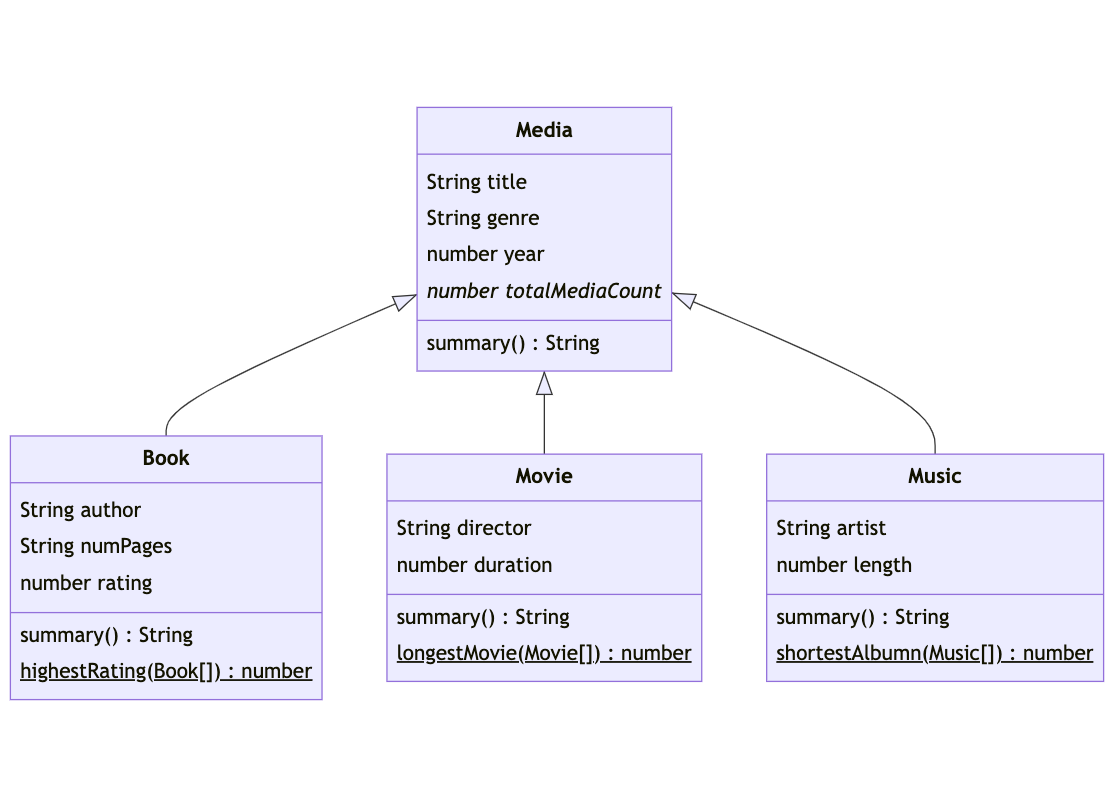 Media
String title
String genre
number year
number totalMediaCount
summary() : String
Book
String author
String numPages
number rating
summary() : String
highestRating(Book[]) : number
Movie
String director
number duration
summary() : String
longestMovie(Movie[]) : number
Music
String artist
number length
summary() : String
shortestAlbumn(Music[]) : number